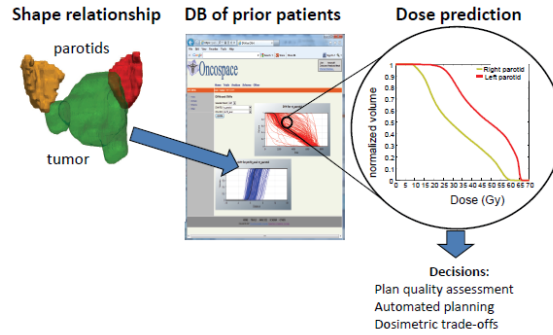 Shape relationship
DB of prior patients
Dose prediction
parotids
tumor
Oncospace
Right parotid
Left parotid
normalized volume
1
0.9
0.8
0.7
0.6
0.5
0.4
0.3
0.2
0.1
0
0 5 10 15 20 25 30 35 40 45 50 55 60 65 70
Dose (Gy)
Decisions:
Plan quality assessment
Automated planning
Dosimetric trade-offs